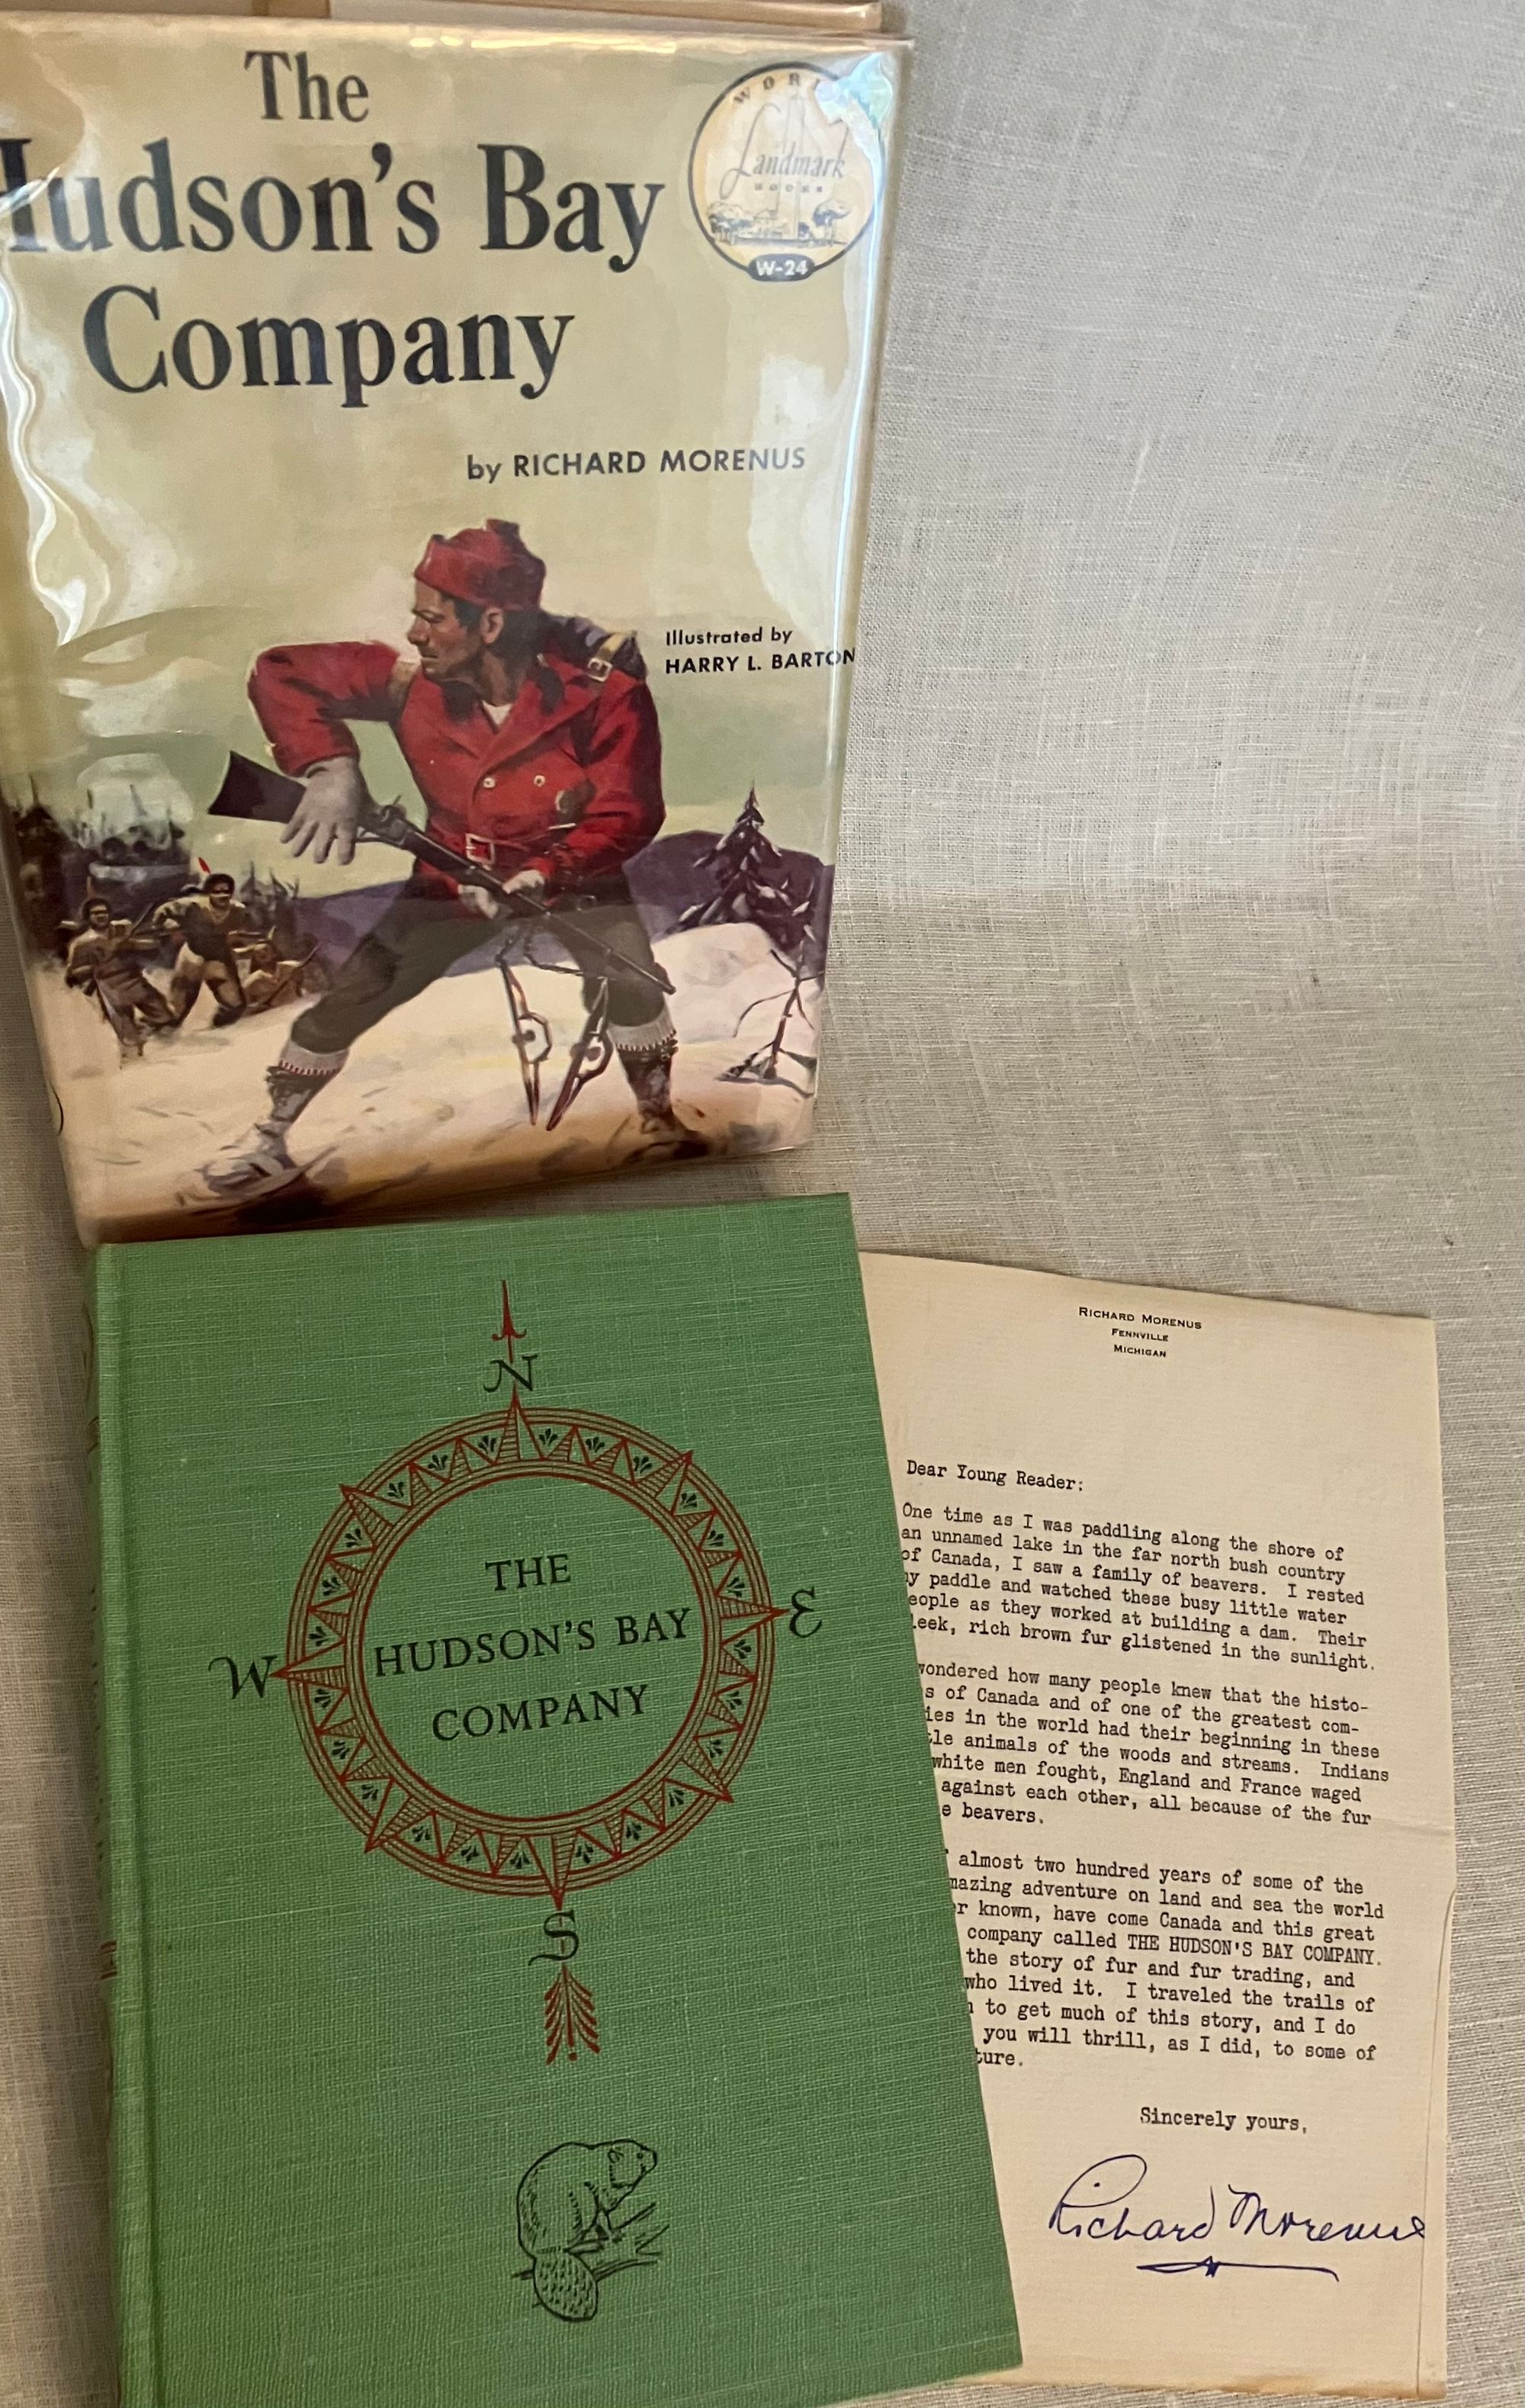 The
Hudson's Bay
Company
WORLD
Landmark
BOOKS
W-24
by RICHARD MORENUS
Illustrated by
HARRY L. BARTON
N
W
E
S
THE
HUDSON'S BAY
COMPANY
RICHARD MORENUS
FENNVILLE
MICHIGAN
Dear Young Reader:
One time as I was paddling along the shore of
an unnamed lake in the far north bush country
of Canada, I saw a family of beavers. I rested
my paddle and watched these busy little water
eople as they worked at building a dam. Their
leek, rich brown fur glistened in the sunlight.
wondered how many people knew that the histo-
s of Canada and of one of the greatest com-
ies in the world had their beginning in these
tle animals of the woods and streams. Indians
white men fought, England and France waged
against each other, all because of the fur
e beavers.
almost two hundred years of some of the
mazing adventure on land and sea the world
er known, have come Canada and this great
company called THE HUDSON'S BAY COMPANY.
the story of fur and fur trading, and
who lived it. I traveled the trails of
to get much of this story, and I do
you will thrill, as I did, to some of
ture.
Sincerely yours,
Richard Morenus